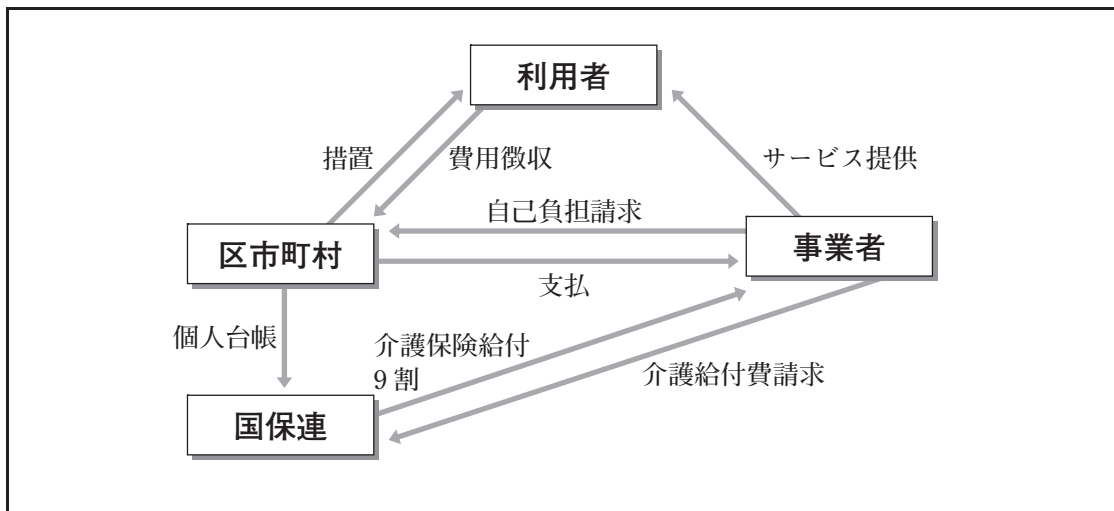 利用者
措置
費用徴収
サービス提供
自己負担請求
区市町村
事業者
支払
個人台帳
介護保険給付
9割
介護給付費請求
国保連